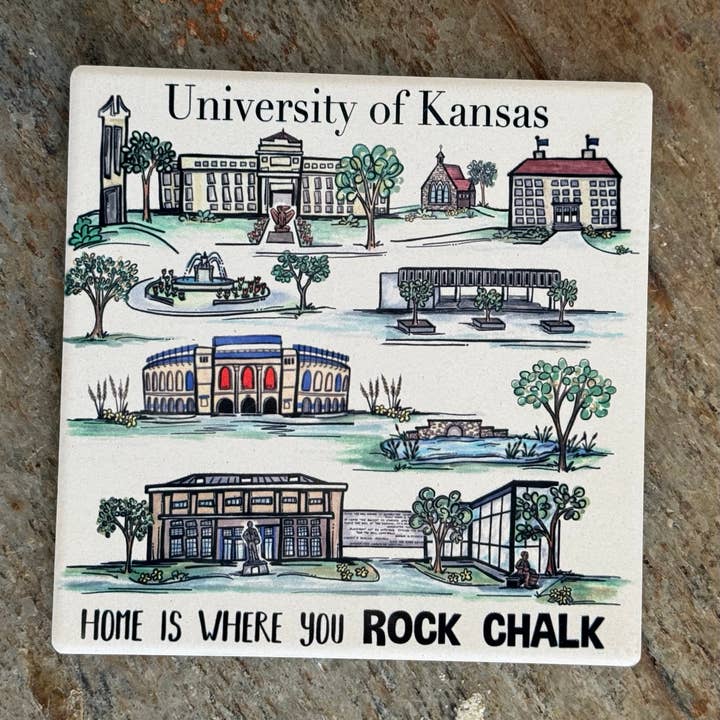 University of Kansas
HOME IS WHERE YOU ROCK CHALK